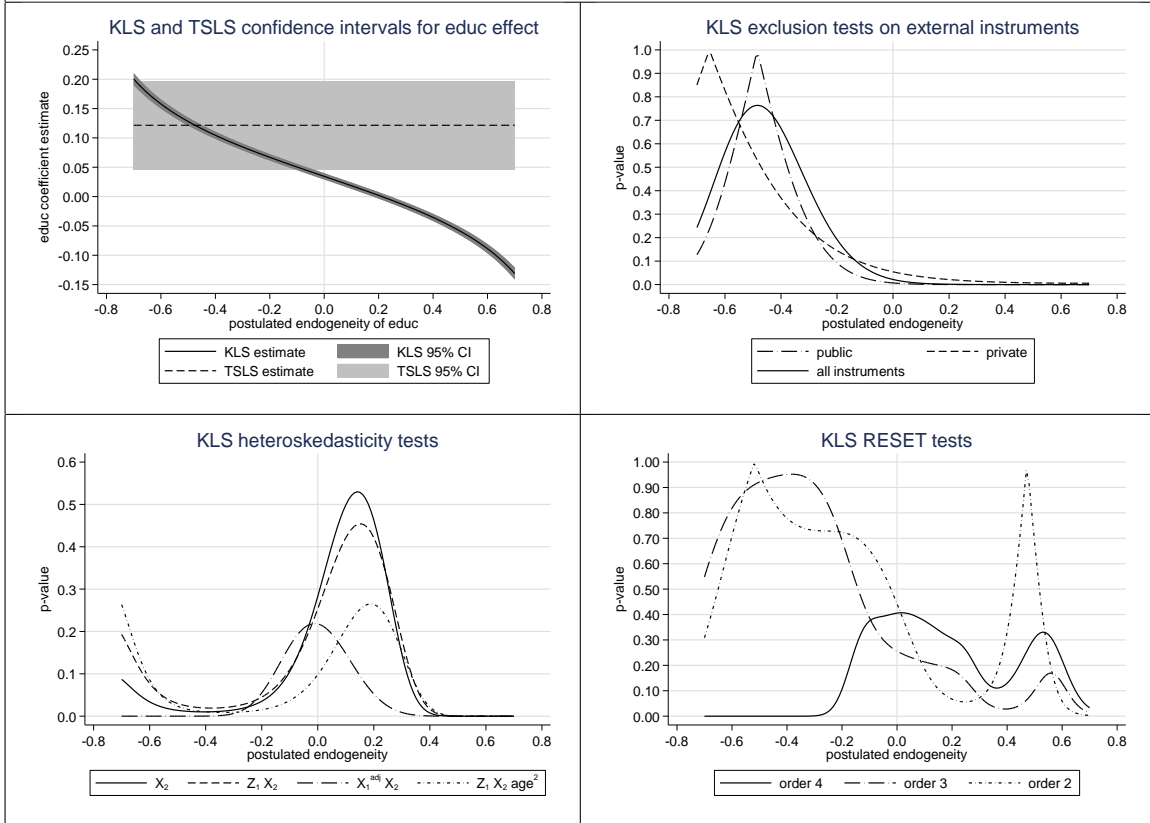 KLS and TSLS confidence intervals for educ effect
0.25
0.20
0.15
0.10
0.05
0.00
-0.05
-0.10
-0.15
educ coefficient estimate
-0.8 -0.6 -0.4 -0.2 0.0 0.2 0.4 0.6 0.8
postulated endogeneity of educ
KLS estimate KLS 95% CI
TSLS estimate TSLS 95% CI
KLS exclusion tests on external instruments
1.0
0.9
0.8
0.7
0.6
0.5
0.4
0.3
0.2
0.1
0.0
p-value
-0.8 -0.6 -0.4 -0.2 0.0 0.2 0.4 0.6 0.8
postulated endogeneity
public private
all instruments
KLS heteroskedasticity tests
0.6
0.5
0.4
0.3
0.2
0.1
0.0
p-value
-0.8 -0.6 -0.4 -0.2 0.0 0.2 0.4 0.6 0.8
postulated endogeneity
X₂ Z₁ X₂ X₁ᵃᵈʲ X₂ Z₁ X₂ age²
KLS RESET tests
1.00
0.90
0.80
0.70
0.60
0.50
0.40
0.30
0.20
0.10
0.00
p-value
-0.8 -0.6 -0.4 -0.2 0.0 0.2 0.4 0.6 0.8
postulated endogeneity
order 4 order 3 order 2